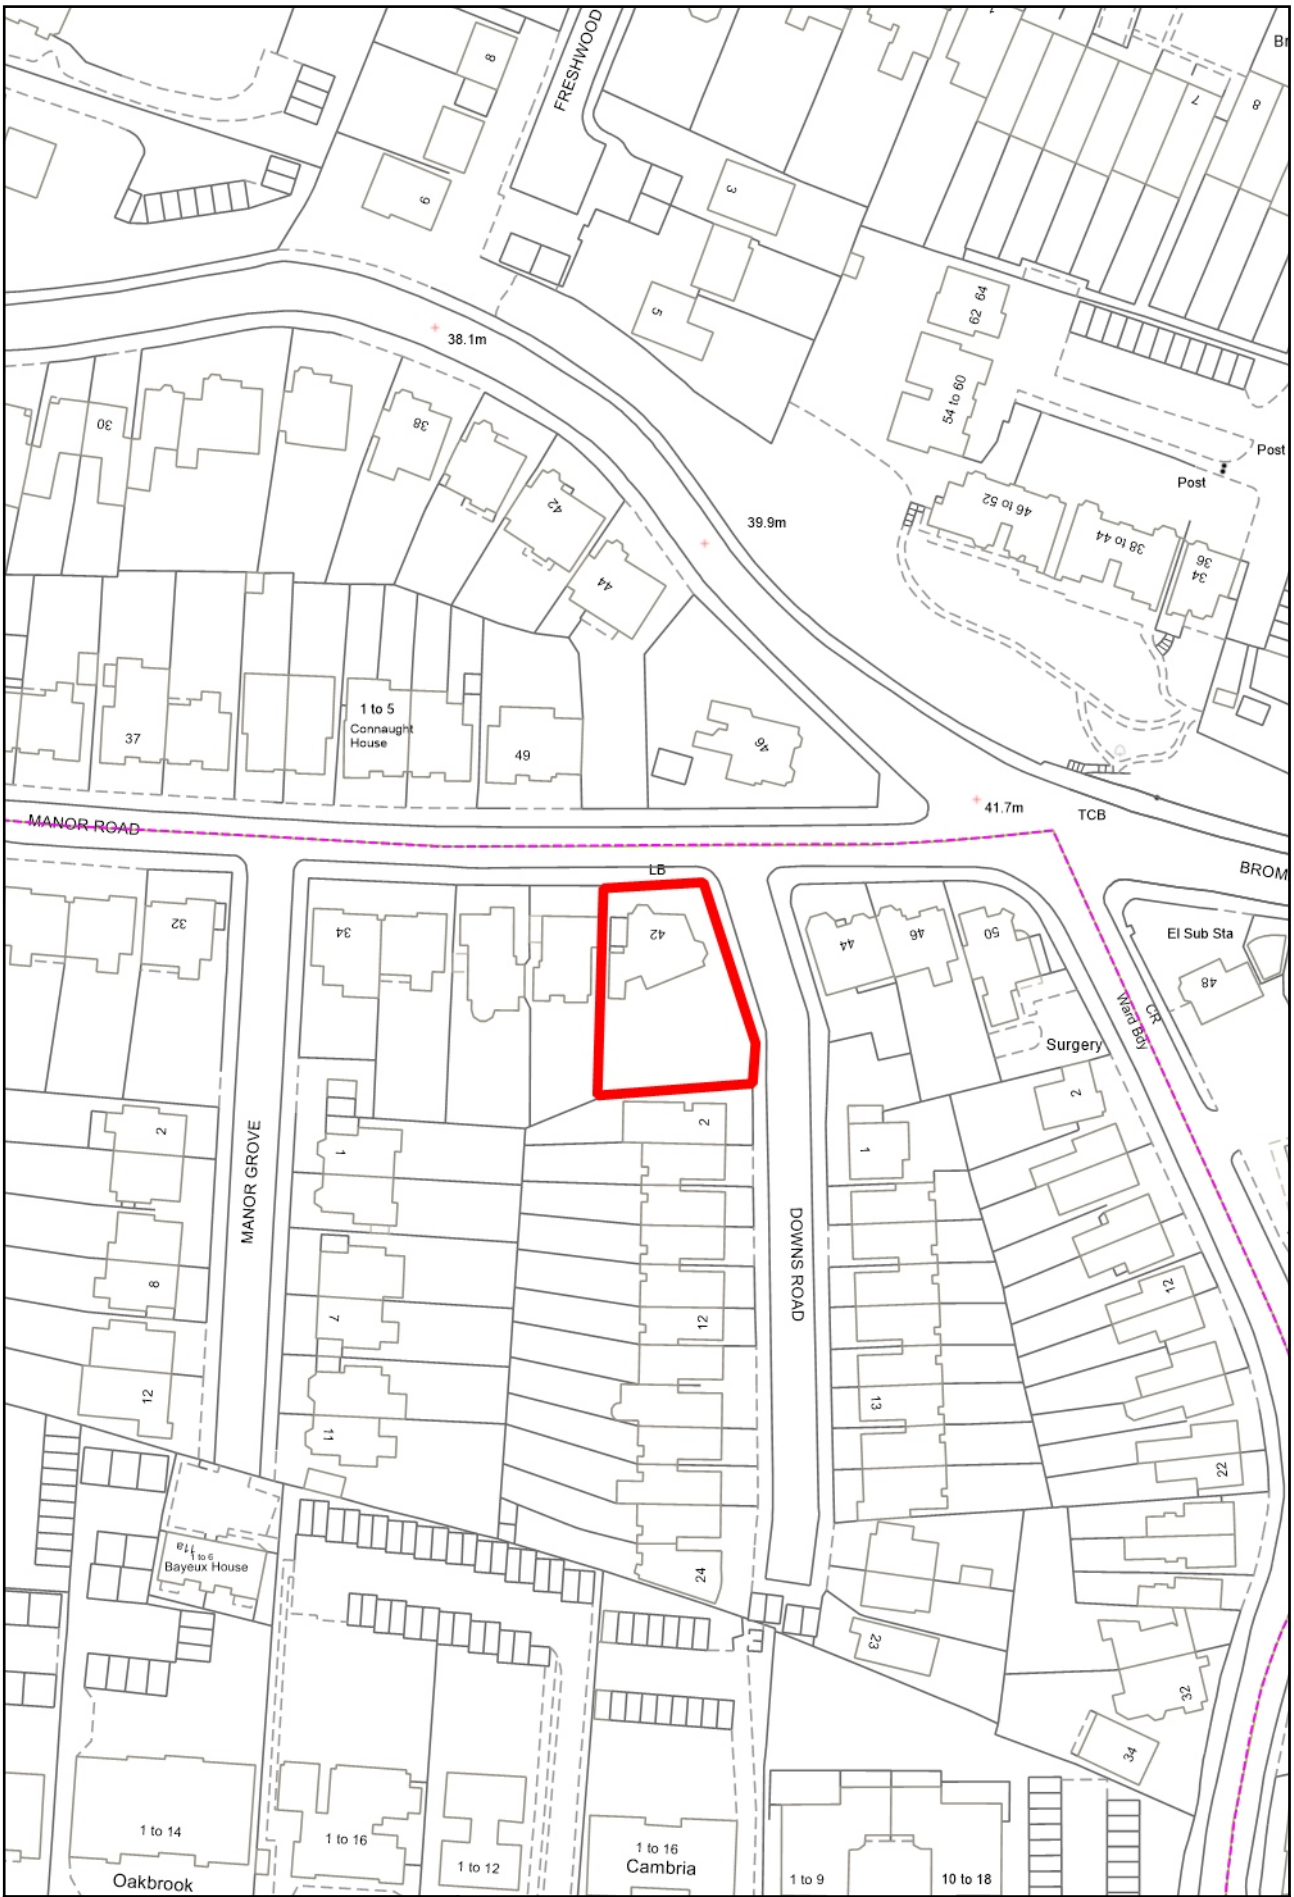 FRESHWOOD
8
7
8
Br
9
3
5
62 64
54 to 60
38.1m
30
38
42
44
39.9m
Post
Post
46 to 52
38 to 44
34
36
1 to 5
Connaught
House
37
49
46
41.7m
TCB
MANOR ROAD
LB
BROM
32
34
42
44
46
50
El Sub Sta
48
CR
Ward Bdy
Surgery
2
MANOR GROVE
1
2
1
2
DOWNS ROAD
8
7
12
12
12
11
13
22
11a
1 to 6
Bayeux House
24
23
32
34
1 to 14
Oakbrook
1 to 16
1 to 12
1 to 16
Cambria
1 to 9
10 to 18